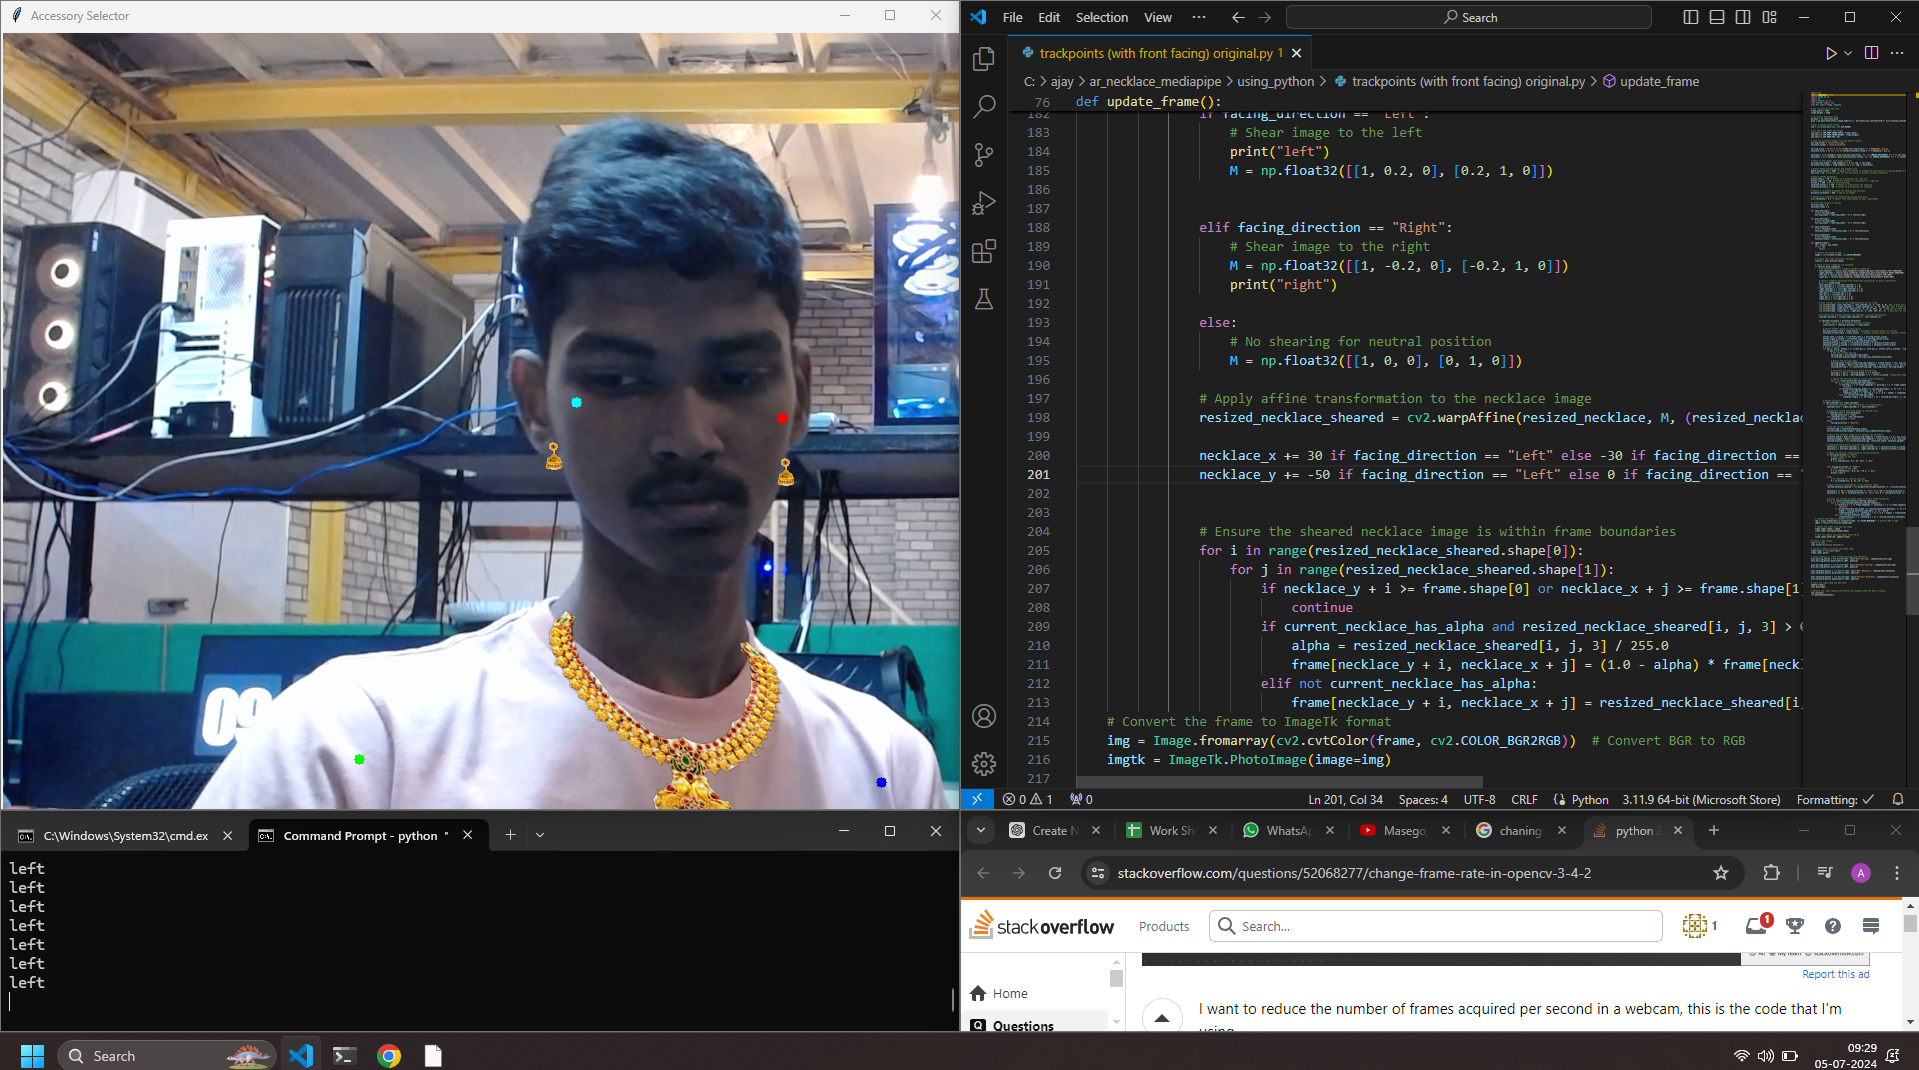 Accessory Selector
File Edit Selection View ··· Search
trackpoints (with front facing) original.py 1
C: > ajay > ar_necklace_mediapipe > using_python > trackpoints (with front facing) original.py > update_frame
76 def update_frame():
182 if facing_direction == "Left":
183 # Shear image to the left
184 print("left")
185 M = np.float32([[1, 0.2, 0], [0.2, 1, 0]])
186
187
188 elif facing_direction == "Right":
189 # Shear image to the right
190 M = np.float32([[1, -0.2, 0], [-0.2, 1, 0]])
191 print("right")
192
193 else:
194 # No shearing for neutral position
195 M = np.float32([[1, 0, 0], [0, 1, 0]])
196
197 # Apply affine transformation to the necklace image
198 resized_necklace_sheared = cv2.warpAffine(resized_necklace, M, (resized_necklac
199
200 necklace_x += 30 if facing_direction == "Left" else -30 if facing_direction ==
201 necklace_y += -50 if facing_direction == "Left" else 0 if facing_direction == "
202
203
204 # Ensure the sheared necklace image is within frame boundaries
205 for i in range(resized_necklace_sheared.shape[0]):
206 for j in range(resized_necklace_sheared.shape[1]):
207 if necklace_y + i >= frame.shape[0] or necklace_x + j >= frame.shape[1]
208 continue
209 if current_necklace_has_alpha and resized_necklace_sheared[i, j, 3] > 0
210 alpha = resized_necklace_sheared[i, j, 3] / 255.0
211 frame[necklace_y + i, necklace_x + j] = (1.0 - alpha) * frame[neckl
212 elif not current_necklace_has_alpha:
213 frame[necklace_y + i, necklace_x + j] = resized_necklace_sheared[i,
214 # Convert the frame to ImageTk format
215 img = Image.fromarray(cv2.cvtColor(frame, cv2.COLOR_BGR2RGB)) # Convert BGR to RGB
216 imgtk = ImageTk.PhotoImage(image=img)
217
0 1 0 Ln 201, Col 34 Spaces: 4 UTF-8 CRLF Python 3.11.9 64-bit (Microsoft Store) Formatting: ✓
C:\Windows\System32\cmd.ex Command Prompt - python "
left
left
left
left
left
left
left
Create N Work Sh WhatsAp Masego chaning python 3
stackoverflow.com/questions/52068277/change-frame-rate-in-opencv-3-4-2 A
stackoverflow Products Search... 1 1
Report this ad
Home
Questions
I want to reduce the number of frames acquired per second in a webcam, this is the code that I'm
using
Search
09:29
05-07-2024